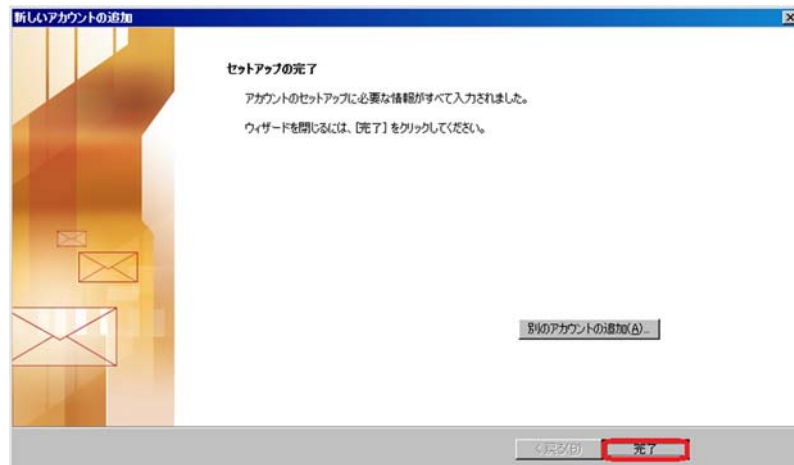 新しいアカウントの追加
セットアップの完了
アカウントのセットアップに必要な情報がすべて入力されました。
ウィザードを閉じるには、[完了] をクリックしてください。
別のアカウントの追加(A)...
< 戻る(B)
完了